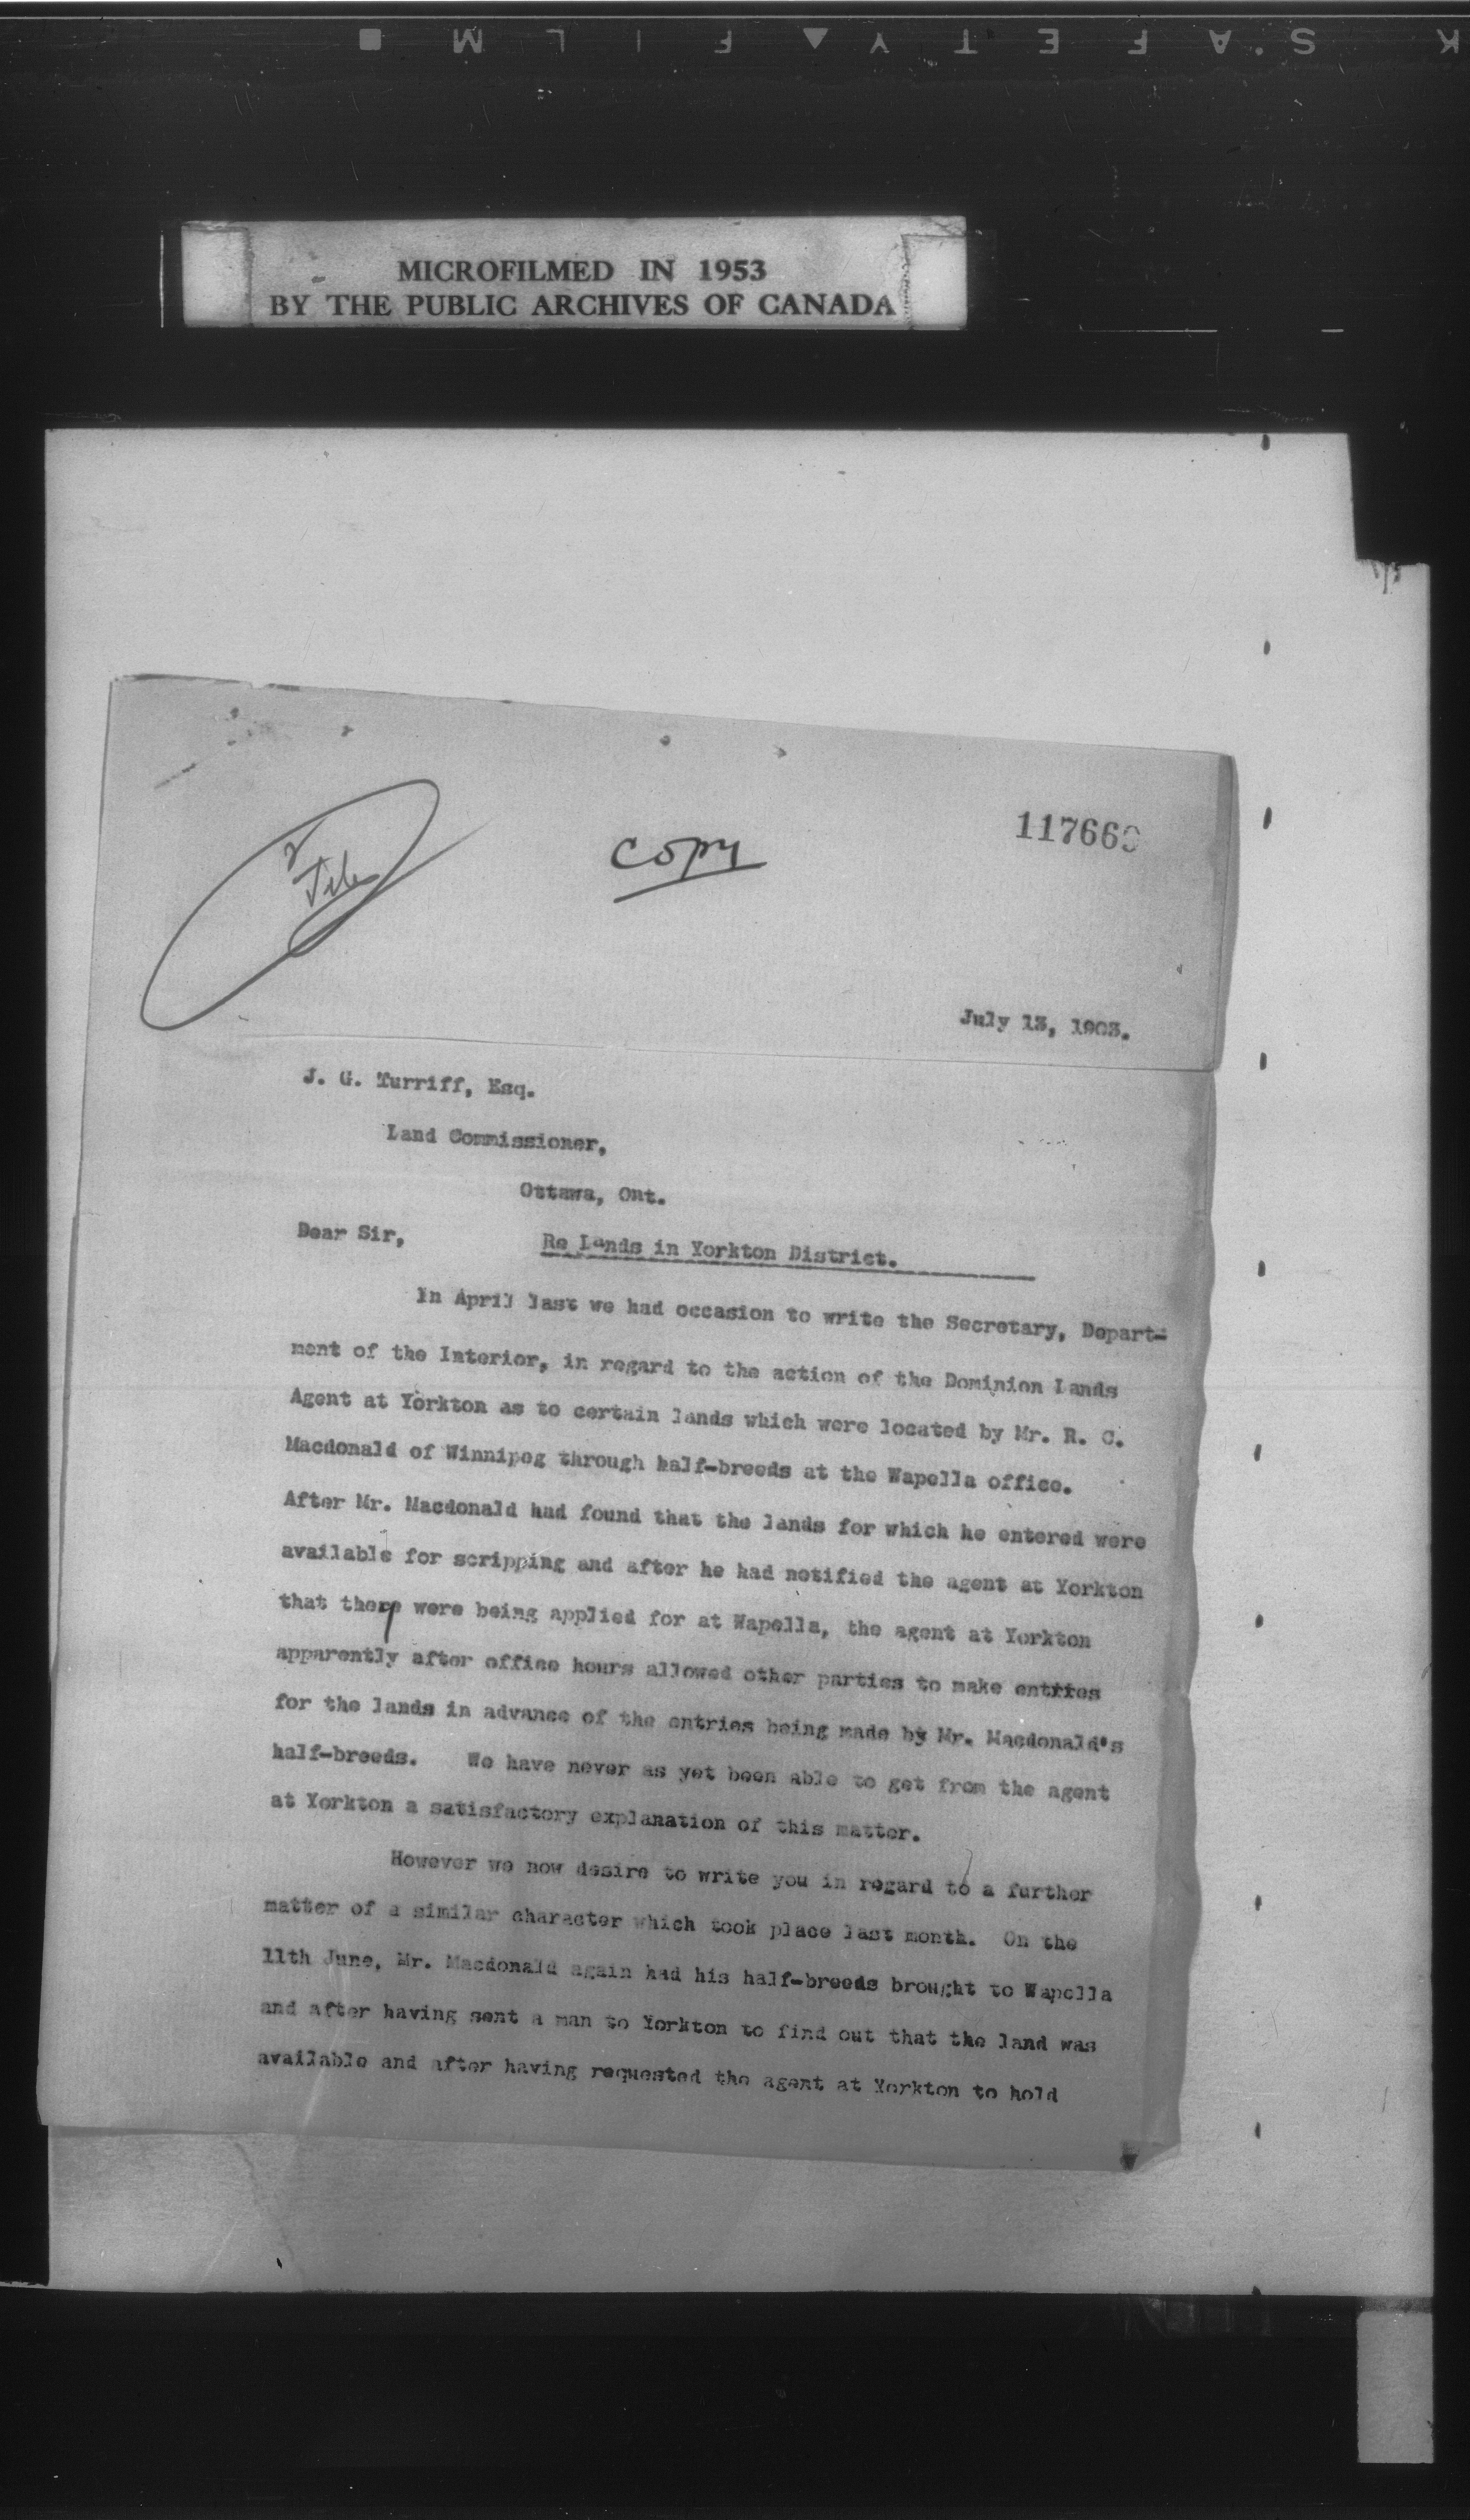 K S'A F E T Y ▲ F I L M ■
MICROFILMED IN 1953
BY THE PUBLIC ARCHIVES OF CANADA
File
Copy
117669
July 13, 1903.
J. G. Turriff, Esq.
Land Commissioner,
Ottawa, Ont.
Dear Sir,
Re Lands in Yorkton District.
In April last we had occasion to write the Secretary, Depart-
ment of the Interior, in regard to the action of the Dominion Lands
Agent at Yorkton as to certain lands which were located by Mr. R. C.
Macdonald of Winnipeg through half-breeds at the Wapella office.
After Mr. Macdonald had found that the lands for which he entered were
available for scripping and after he had notified the agent at Yorkton
that they were being applied for at Wapella, the agent at Yorkton
apparently after office hours allowed other parties to make entries
for the lands in advance of the entries being made by Mr. Macdonald's
half-breeds. We have never as yet been able to get from the agent
at Yorkton a satisfactory explanation of this matter.
However we now desire to write you in regard to a further
matter of a similar character which took place last month. On the
11th June, Mr. Macdonald again had his half-breeds brought to Wapella
and after having sent a man to Yorkton to find out that the land was
available and after having requested the agent at Yorkton to hold